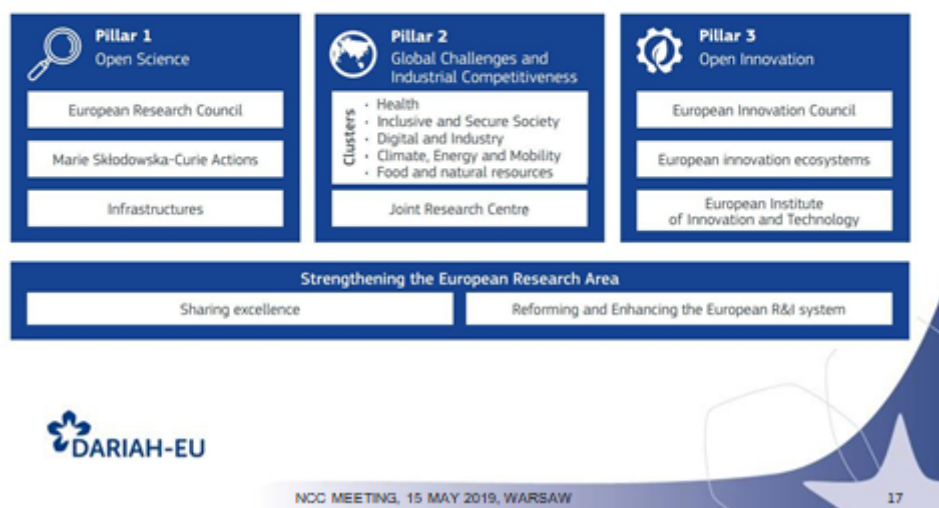 Pillar 1
Open Science
European Research Council
Marie Skłodowska-Curie Actions
Infrastructures
Pillar 2
Global Challenges and
Industrial Competitiveness
Clusters
· Health
· Inclusive and Secure Society
· Digital and Industry
· Climate, Energy and Mobility
· Food and natural resources
Joint Research Centre
Pillar 3
Open Innovation
European Innovation Council
European innovation ecosystems
European Institute
of Innovation and Technology
Strengthening the European Research Area
Sharing excellence
Reforming and Enhancing the European R&I system
DARIAH-EU
NCC MEETING, 15 MAY 2019, WARSAW
17